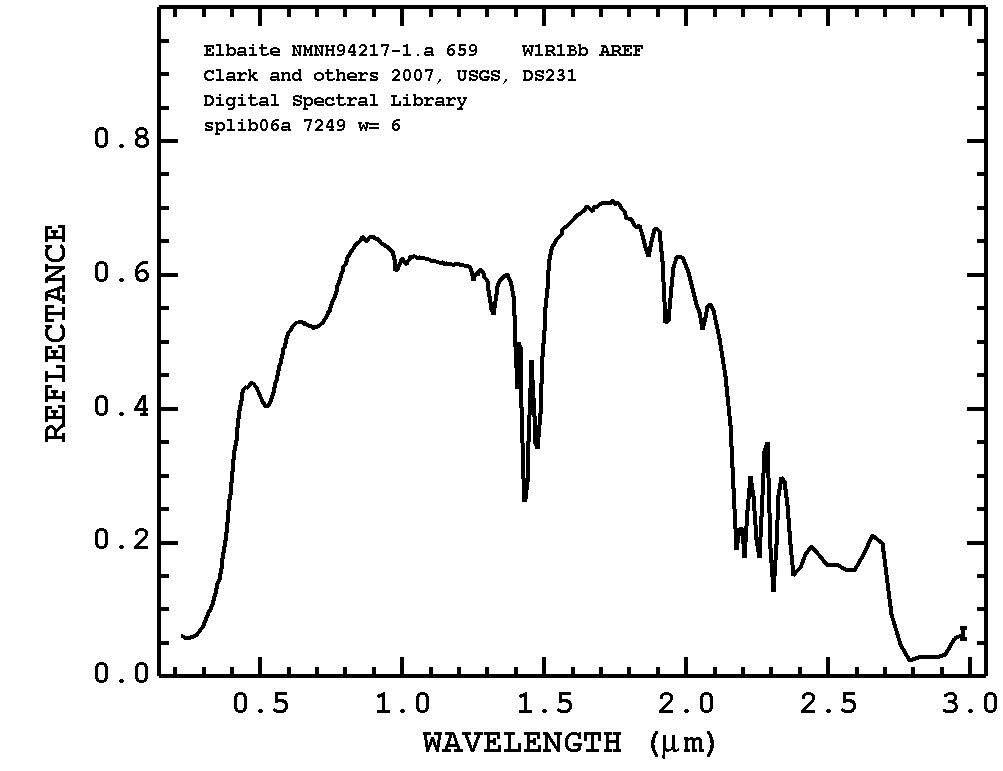 Elbaite NMNH94217-1.a 659 W1R1Bb AREF
Clark and others 2007, USGS, DS231
Digital Spectral Library
splib06a 7249 w= 6
0.8
0.6
0.4
0.2
0.0
REFLECTANCE
0.5 1.0 1.5 2.0 2.5 3.0
WAVELENGTH (μm)